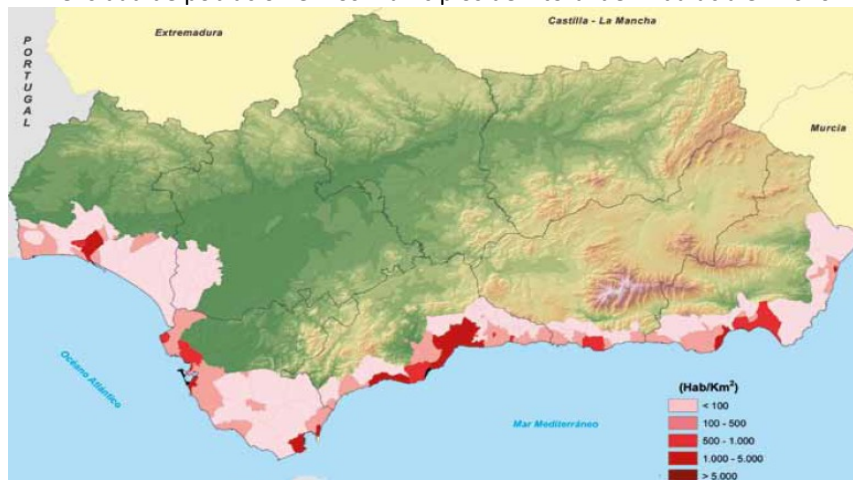 Extremadura
Castilla - La Mancha
PORTUGAL
Murcia
Océano Atlántico
Mar Mediterráneo
(Hab/Km²)
< 100
100 - 500
500 - 1.000
1.000 - 5.000
> 5.000